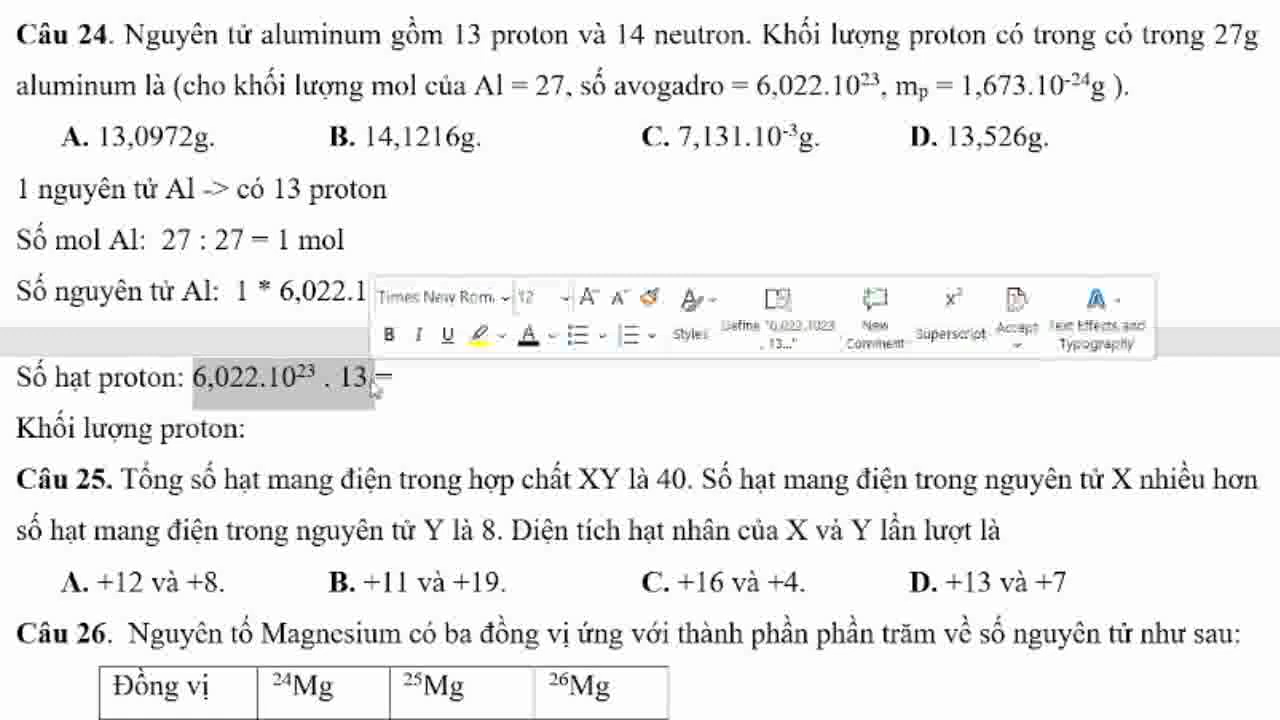 Câu 24. Nguyên tử aluminum gồm 13 proton và 14 neutron. Khối lượng proton có trong có trong 27g
aluminum là (cho khối lượng mol của Al = 27, số avogadro = 6,022.10²³, mₚ = 1,673.10⁻²⁴g ).
A. 13,0972g. B. 14,1216g. C. 7,131.10⁻³g. D. 13,526g.
1 nguyên tử Al -> có 13 proton
Số mol Al: 27 : 27 = 1 mol
Số nguyên tử Al: 1 * 6,022.1
Times New Rom 12 A A A x² A
B I U A Styles Define "6,022.1023 . 13..." New Comment Superscript Accept Text Effects and Typography
Số hạt proton: 6,022.10²³ . 13 =
Khối lượng proton:
Câu 25. Tổng số hạt mang điện trong hợp chất XY là 40. Số hạt mang điện trong nguyên tử X nhiều hơn
số hạt mang điện trong nguyên tử Y là 8. Diện tích hạt nhân của X và Y lần lượt là
A. +12 và +8. B. +11 và +19. C. +16 và +4. D. +13 và +7
Câu 26. Nguyên tố Magnesium có ba đồng vị ứng với thành phần phần trăm về số nguyên tử như sau:
Đồng vị ²⁴Mg ²⁵Mg ²⁶Mg